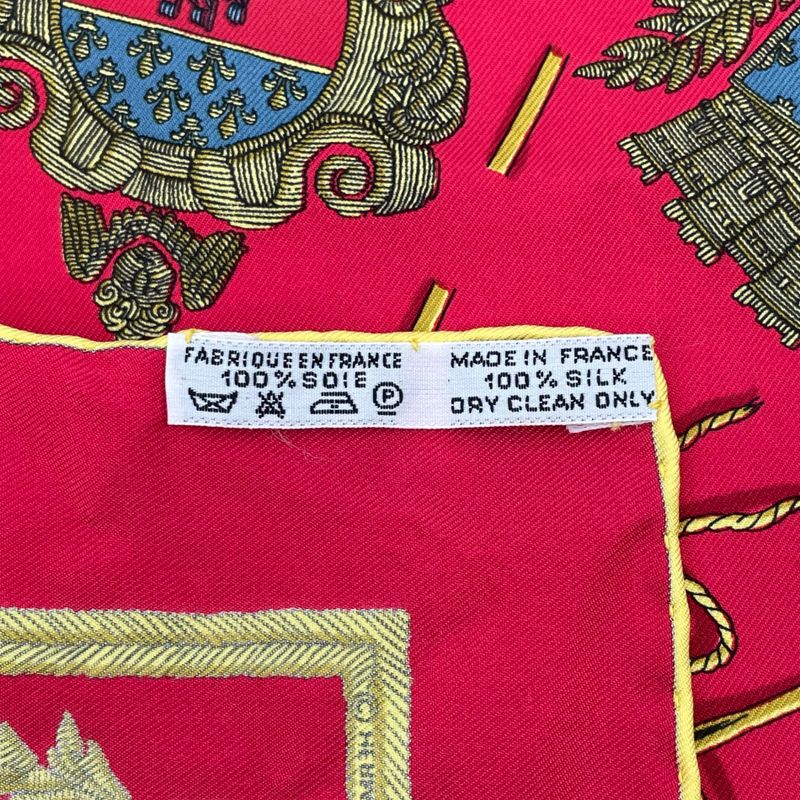 FABRIQUE EN FRANCE
100% SOIE
P
MADE IN FRANCE
100% SILK
DRY CLEAN ONLY